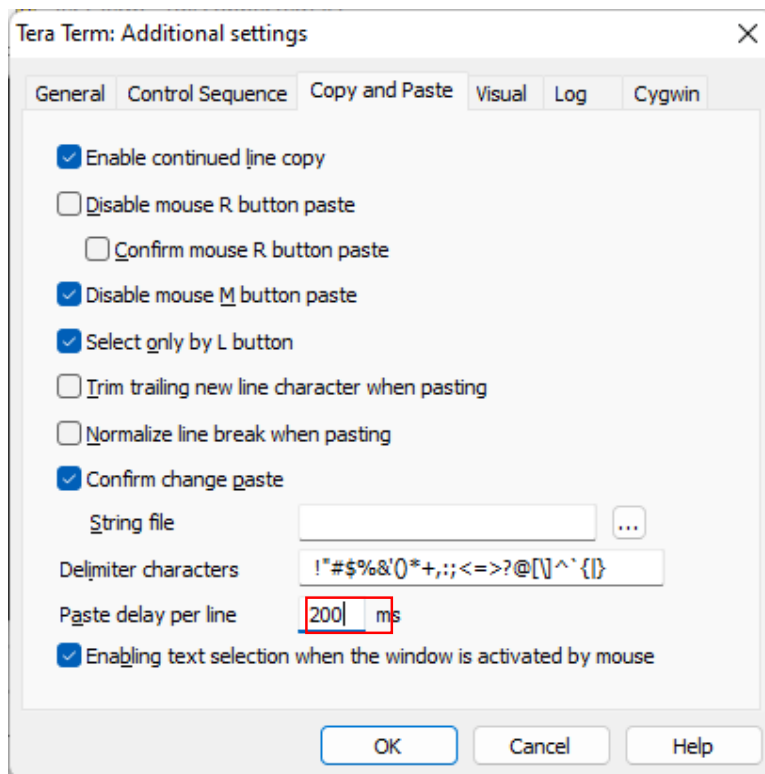 Tera Term: Additional settings
General Control Sequence Copy and Paste Visual Log Cygwin
Enable continued line copy
Disable mouse R button paste
Confirm mouse R button paste
Disable mouse M button paste
Select only by L button
Trim trailing new line character when pasting
Normalize line break when pasting
Confirm change paste
String file ...
Delimiter characters !"#$%&'()*+,:;<=>?@[\]^`{|}
Paste delay per line 200 ms
Enabling text selection when the window is activated by mouse
OK Cancel Help